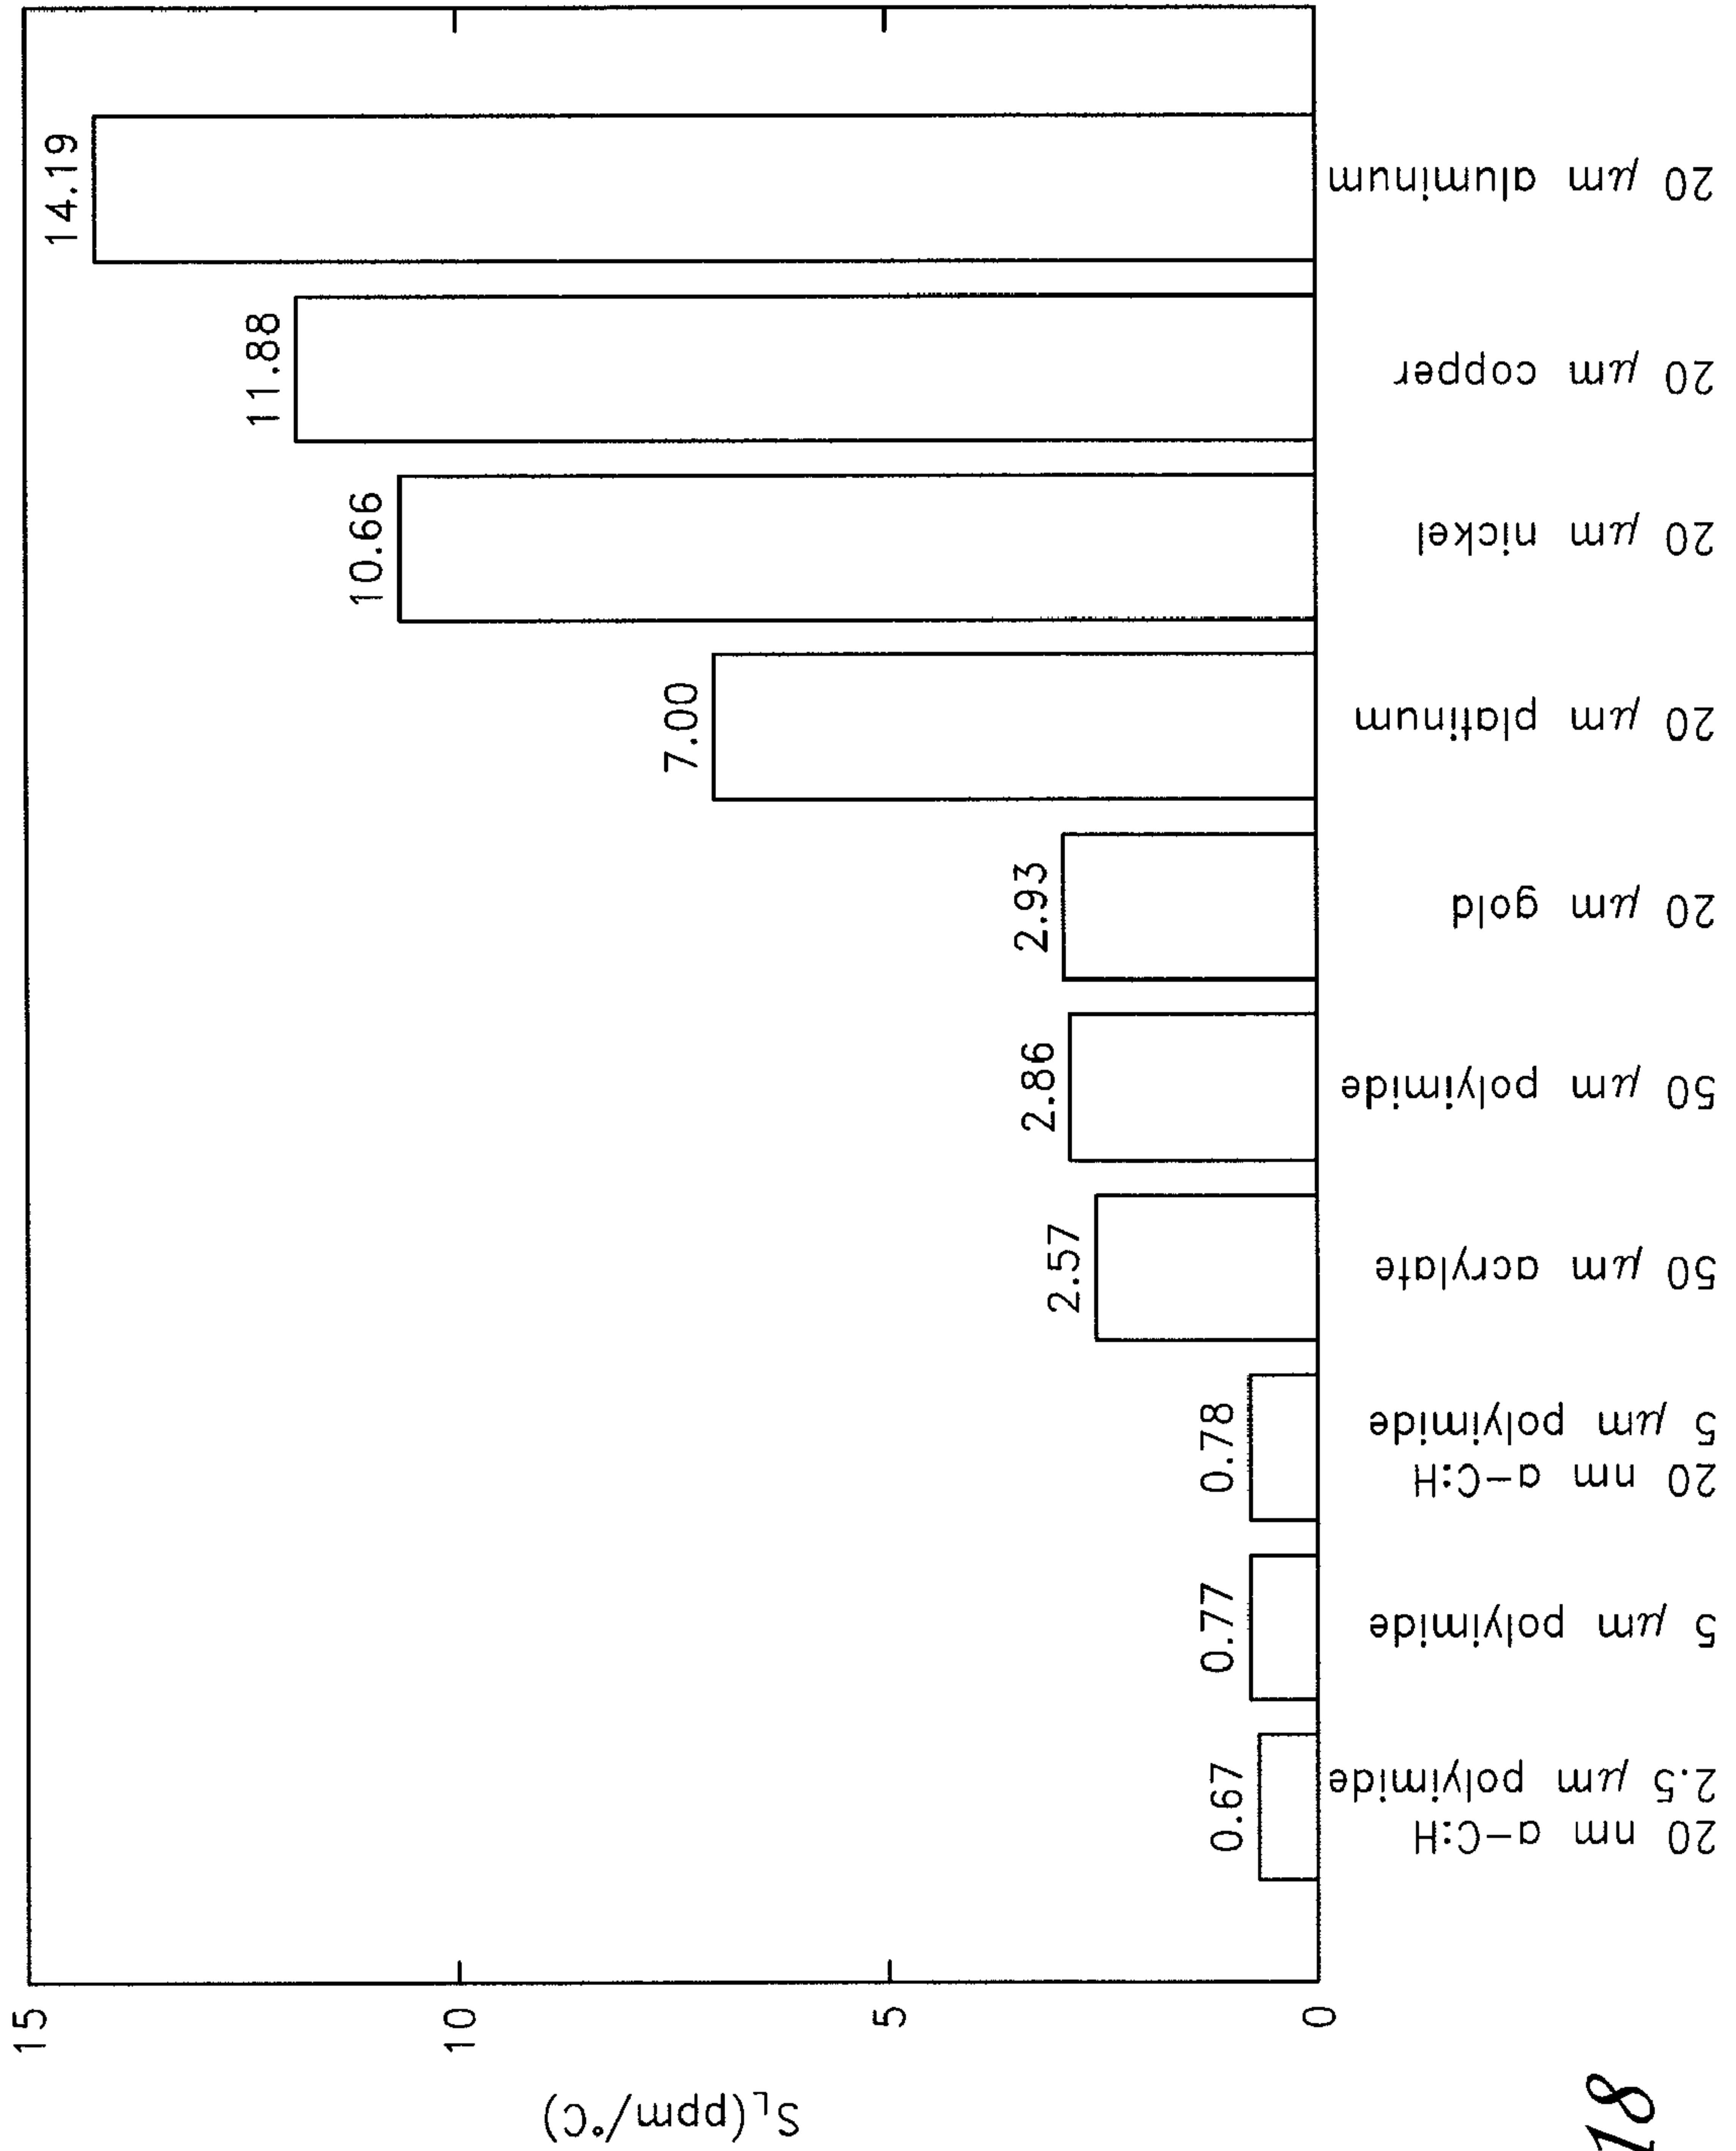 15
10
5
0
S_L(ppm/°C)
0.67
0.77
0.78
2.57
2.86
2.93
7.00
10.66
11.88
14.19
20 nm a-C:H
2.5 μm polyimide
5 μm polyimide
20 nm a-C:H
5 μm polyimide
50 μm acrylate
50 μm polyimide
20 μm gold
20 μm platinum
20 μm nickel
20 μm copper
20 μm aluminum
18